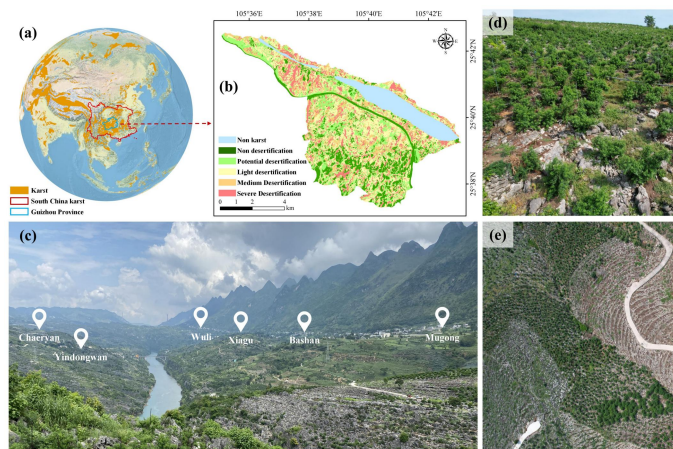 (a)
Karst
South China karst
Guizhou Province
105°36′E
105°38′E
105°40′E
105°42′E
25°42′N
25°40′N
25°38′N
N
W
E
S
(b)
Non karst
Non desertification
Potential desertification
Light desertification
Medium Desertification
Severe Desertification
0 1 2 4
km
(d)
(c)
Chaeryan
Yindongwan
Wuli
Xiagu
Bashan
Mugong
(e)